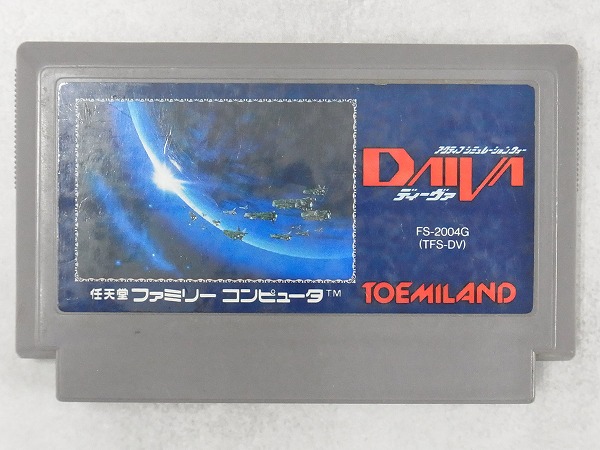 アクティブ シミュレーションウォー
DAIVA
ディーヴァ
FS-2004G
(TFS-DV)
任天堂 ファミリー コンピュータ TM
TOEMILAND